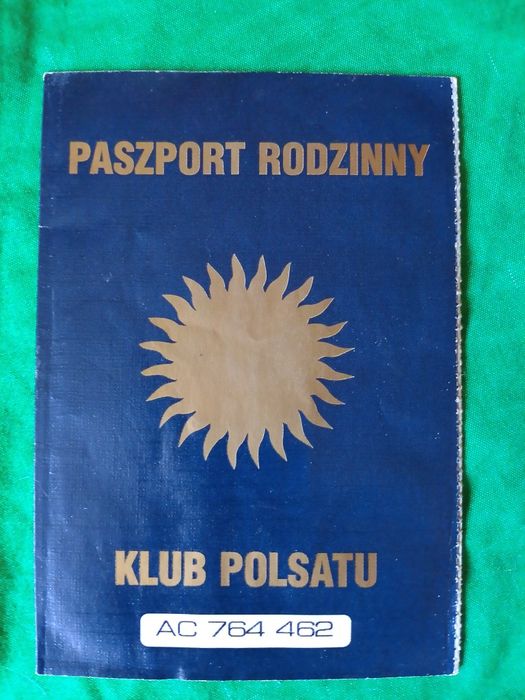 PASZPORT RODZINNY
KLUB POLSATU
AC 764 462